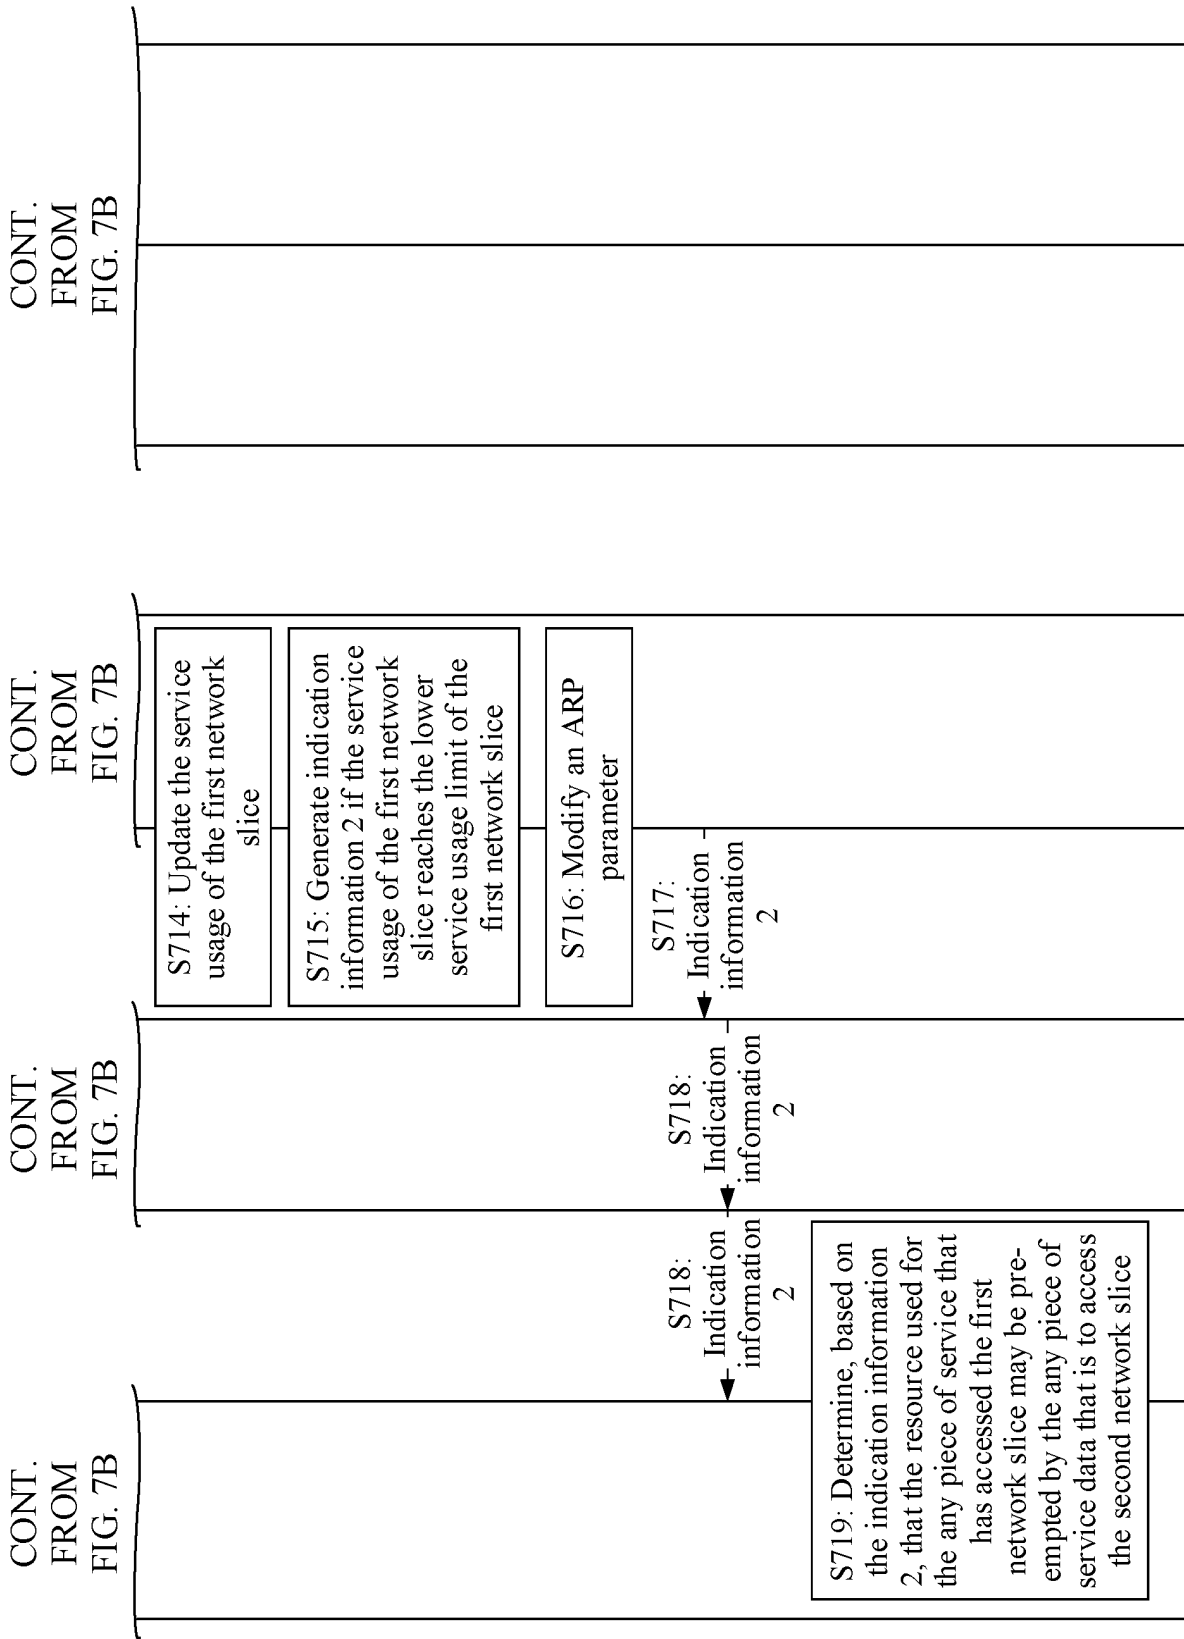 CONT.
FROM
FIG. 7B
CONT.
FROM
FIG. 7B
CONT.
FROM
FIG. 7B
CONT.
FROM
FIG. 7B
S714: Update the service
usage of the first network
slice
S715: Generate indication
information 2 if the service
usage of the first network
slice reaches the lower
service usage limit of the
first network slice
S716: Modify an ARP
parameter
S717:
Indication
information
2
S718:
Indication
information
2
S718:
Indication
information
2
S719: Determine, based on
the indication information
2, that the resource used for
the any piece of service that
has accessed the first
network slice may be pre-
empted by the any piece of
service data that is to access
the second network slice